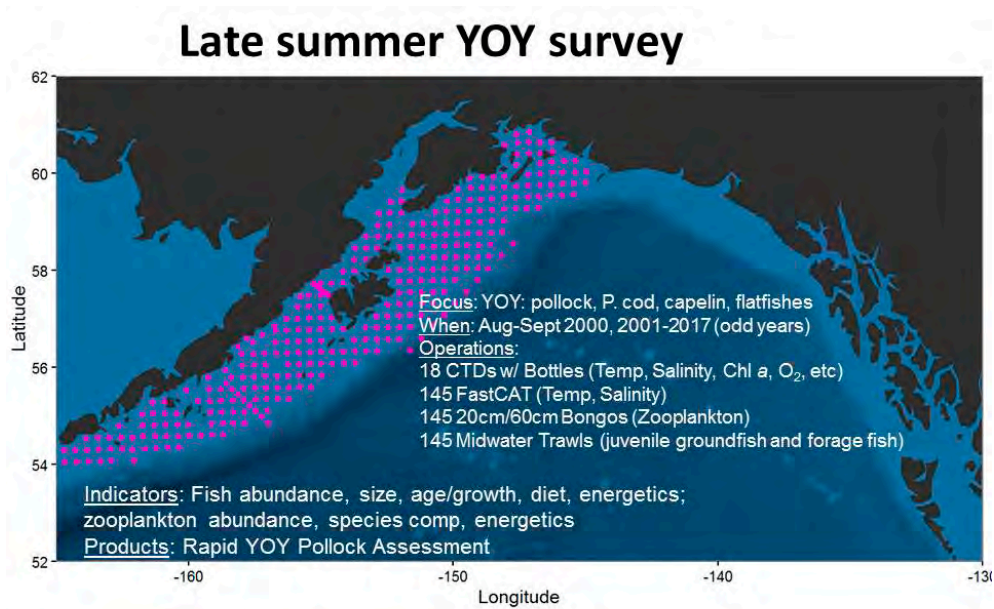 Late summer YOY survey
62
60
58
56
54
52
Latitude
Focus: YOY: pollock, P. cod, capelin, flatfishes
When: Aug-Sept 2000, 2001-2017 (odd years)
Operations:
18 CTDs w/ Bottles (Temp, Salinity, Chl a, O₂, etc)
145 FastCAT (Temp, Salinity)
145 20cm/60cm Bongos (Zooplankton)
145 Midwater Trawls (juvenile groundfish and forage fish)
Indicators: Fish abundance, size, age/growth, diet, energetics;
zooplankton abundance, species comp, energetics
Products: Rapid YOY Pollock Assessment
-160 -150 -140 -130
Longitude